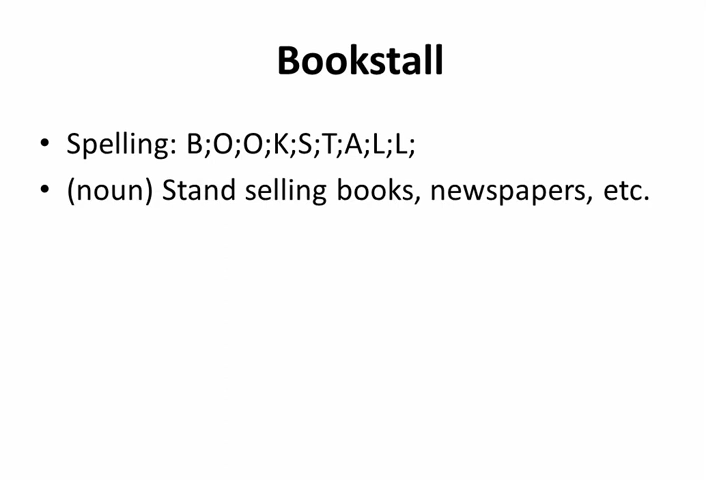 Bookstall
• Spelling: B;O;O;K;S;T;A;L;L;
• (noun) Stand selling books, newspapers, etc.